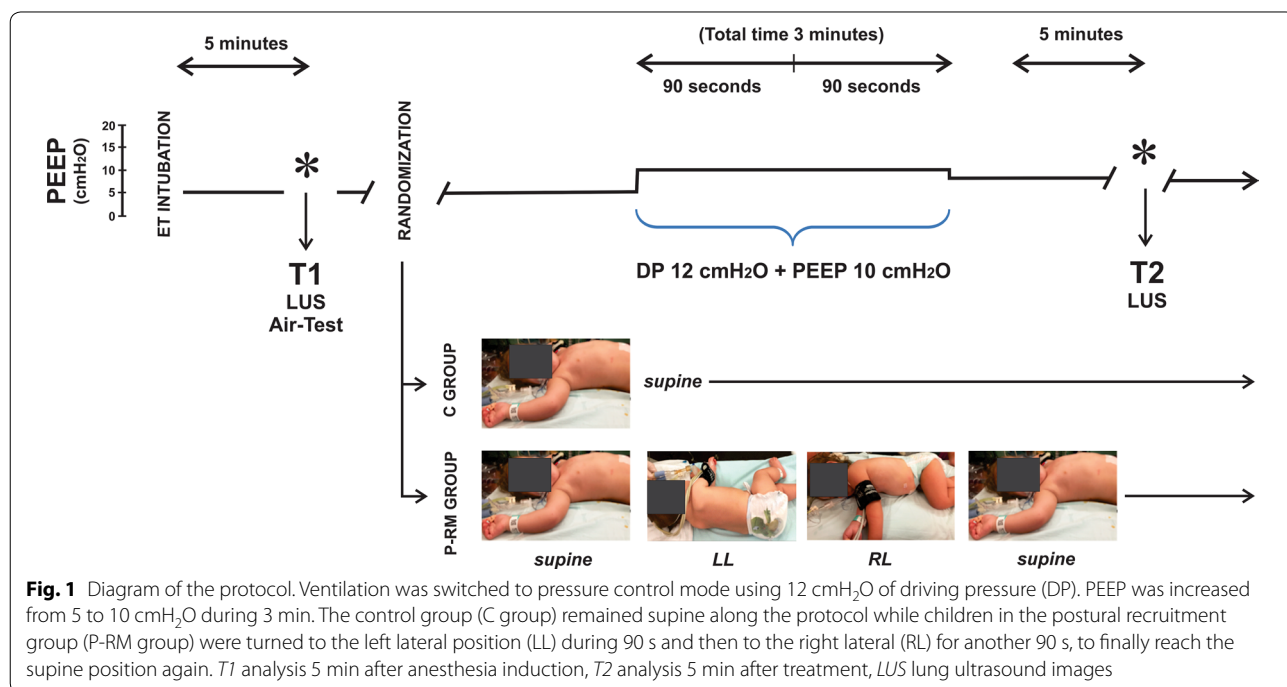 5 minutes
(Total time 3 minutes)
5 minutes
90 seconds
90 seconds
PEEP
(cmH2O)
20
15
10
5
0
ET INTUBATION
*
RANDOMIZATION
*
T1
LUS
Air-Test
DP 12 cmH2O + PEEP 10 cmH2O
T2
LUS
C GROUP
supine
P-RM GROUP
supine
LL
RL
supine
Fig. 1 Diagram of the protocol. Ventilation was switched to pressure control mode using 12 cmH2O of driving pressure (DP). PEEP was increased
from 5 to 10 cmH2O during 3 min. The control group (C group) remained supine along the protocol while children in the postural recruitment
group (P-RM group) were turned to the left lateral position (LL) during 90 s and then to the right lateral (RL) for another 90 s, to finally reach the
supine position again. T1 analysis 5 min after anesthesia induction, T2 analysis 5 min after treatment, LUS lung ultrasound images